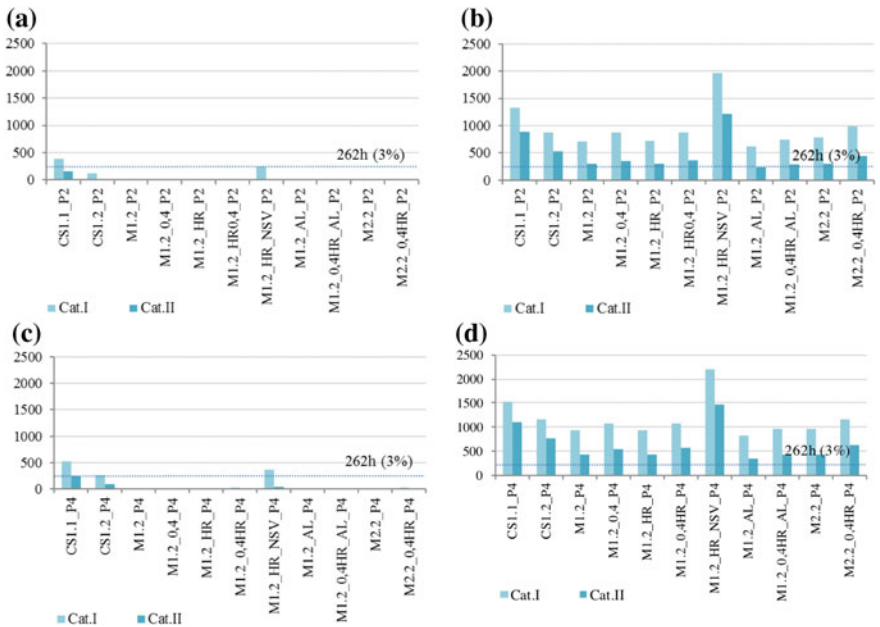 (a)
2500
2000
1500
1000
500
0
262h (3%)
CS1.1_P2
CS1.2_P2
M1.2_P2
M1.2_0,4_P2
M1.2_HR_P2
M1.2_HR0,4_P2
M1.2_HR_NSV_P2
M1.2_AL_P2
M1.2_0,4HR_AL_P2
M2.2_P2
M2.2_0,4HR_P2
Cat.I
Cat.II
(b)
2500
2000
1500
1000
500
0
262h (3%)
CS1.1_P2
CS1.2_P2
M1.2_P2
M1.2_0,4_P2
M1.2_HR_P2
M1.2_HR0,4_P2
M1.2_HR_NSV_P2
M1.2_AL_P2
M1.2_0,4HR_AL_P2
M2.2_P2
M2.2_0,4HR_P2
Cat.I
Cat.II
(c)
2500
2000
1500
1000
500
0
262h (3%)
CS1.1_P4
CS1.2_P4
M1.2_P4
M1.2_0,4_P4
M1.2_HR_P4
M1.2_0,4HR_P4
M1.2_HR_NSV_P4
M1.2_AL_P4
M1.2_0,4HR_AL_P4
M2.2_P4
M2.2_0,4HR_P4
Cat.I
Cat.II
(d)
2500
2000
1500
1000
500
0
262h (3%)
CS1.1_P4
CS1.2_P4
M1.2_P4
M1.2_0,4_P4
M1.2_HR_P4
M1.2_0,4HR_P4
M1.2_HR_NSV_P4
M1.2_AL_P4
M1.2_0,4HR_AL_P4
M2.2_P4
M2.2_0,4HR_P4
Cat.I
Cat.II